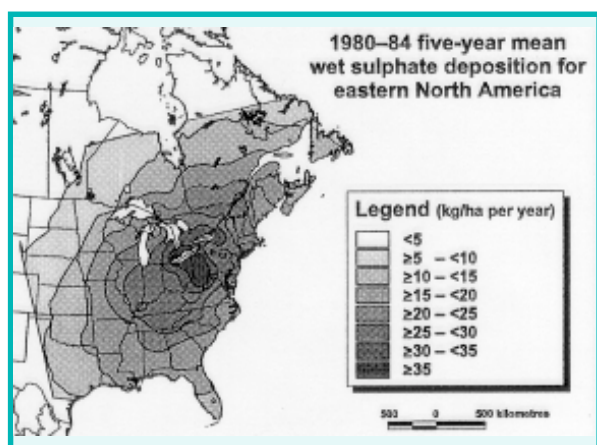 1980–84 five-year mean
wet sulphate deposition for
eastern North America
Legend (kg/ha per year)
<5
≥5 – <10
≥10 – <15
≥15 – <20
≥20 – <25
≥25 – <30
≥30 – <35
≥35
500 0 500 kilometres